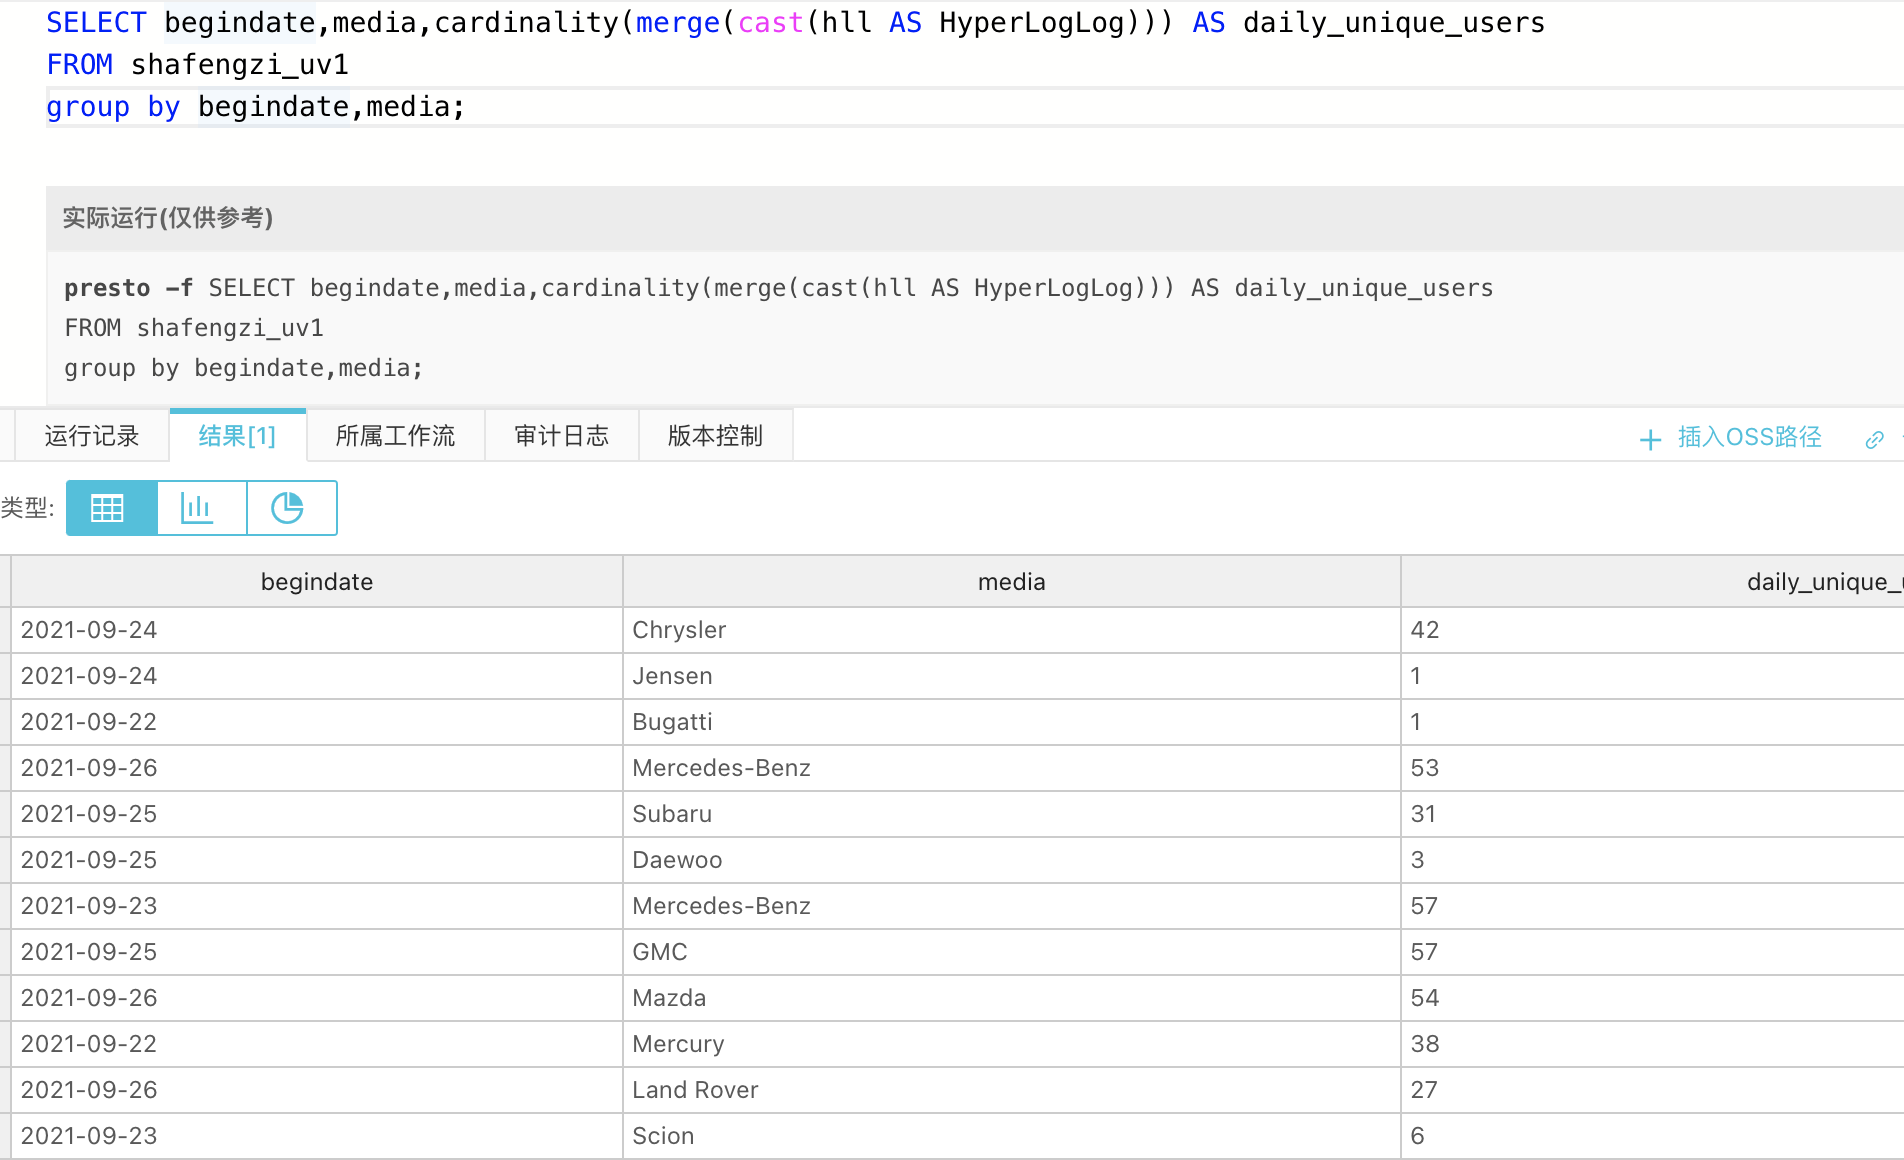 SELECT begindate,media,cardinality(merge(cast(hll AS HyperLogLog))) AS daily_unique_users
FROM shafengzi_uv1
group by begindate,media;
实际运行(仅供参考)
presto -f SELECT begindate,media,cardinality(merge(cast(hll AS HyperLogLog))) AS daily_unique_users
FROM shafengzi_uv1
group by begindate,media;
运行记录 结果[1] 所属工作流 审计日志 版本控制 + 插入OSS路径
类型:
begindate media daily_unique_
2021-09-24 Chrysler 42
2021-09-24 Jensen 1
2021-09-22 Bugatti 1
2021-09-26 Mercedes-Benz 53
2021-09-25 Subaru 31
2021-09-25 Daewoo 3
2021-09-23 Mercedes-Benz 57
2021-09-25 GMC 57
2021-09-26 Mazda 54
2021-09-22 Mercury 38
2021-09-26 Land Rover 27
2021-09-23 Scion 6